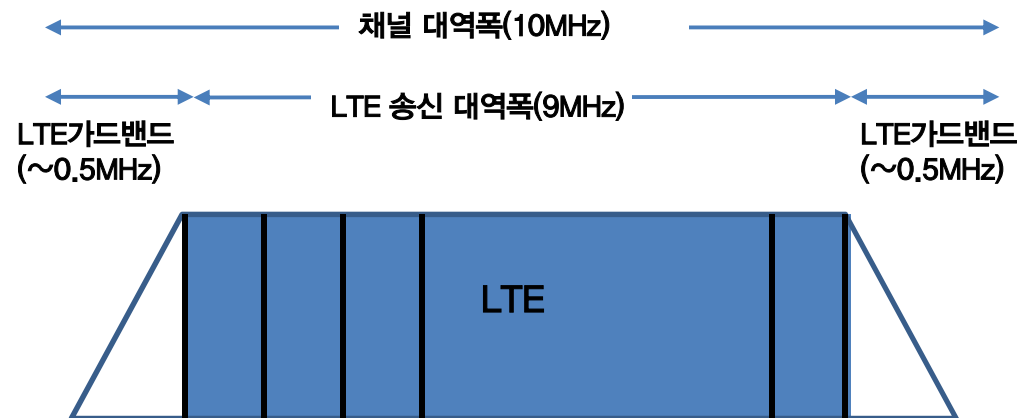 채널 대역폭(10MHz)
LTE 송신 대역폭(9MHz)
LTE가드밴드
(～0.5MHz)
LTE가드밴드
(～0.5MHz)
LTE